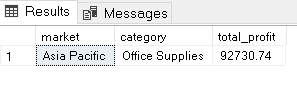 Results Messages
market category total_profit
1 Asia Pacific Office Supplies 92730.74